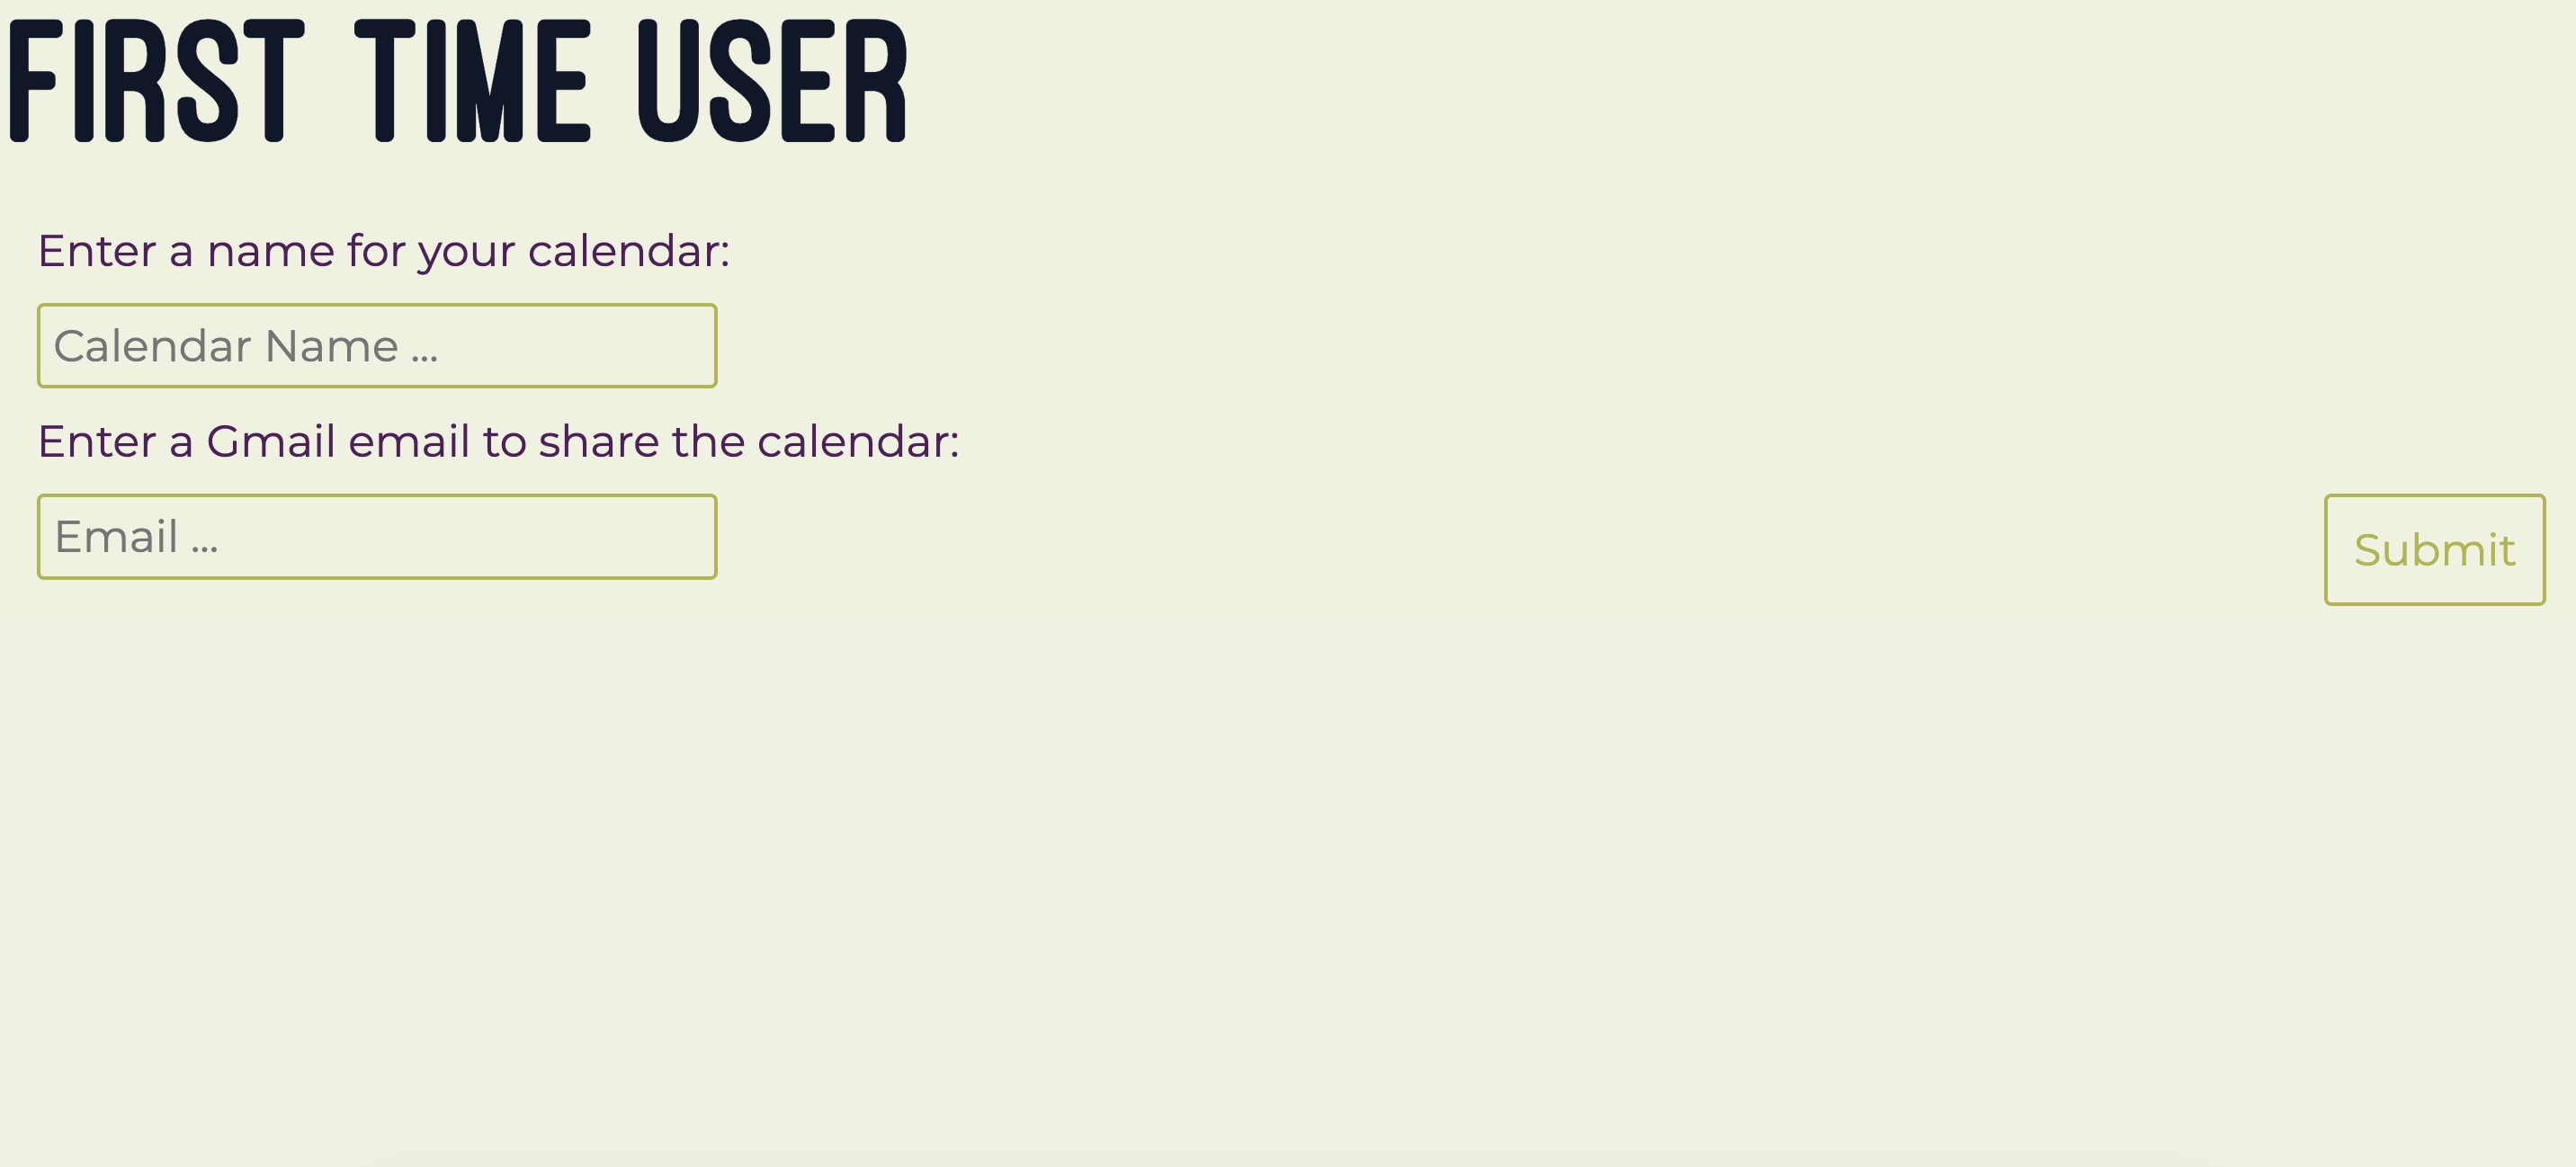 FIRST TIME USER
Enter a name for your calendar:
Calendar Name ...
Enter a Gmail email to share the calendar:
Email ...
Submit